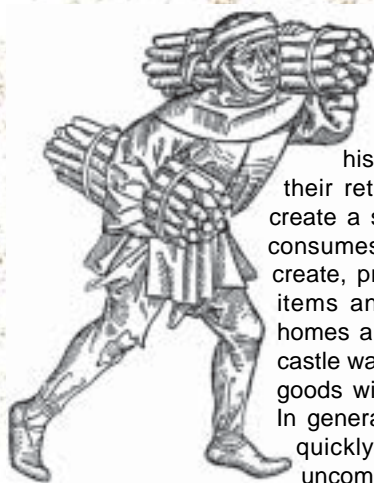 his
their ret
create a s
consumes
create, pr
items an
homes a
castle wa
goods wi
In genera
quickly
uncom